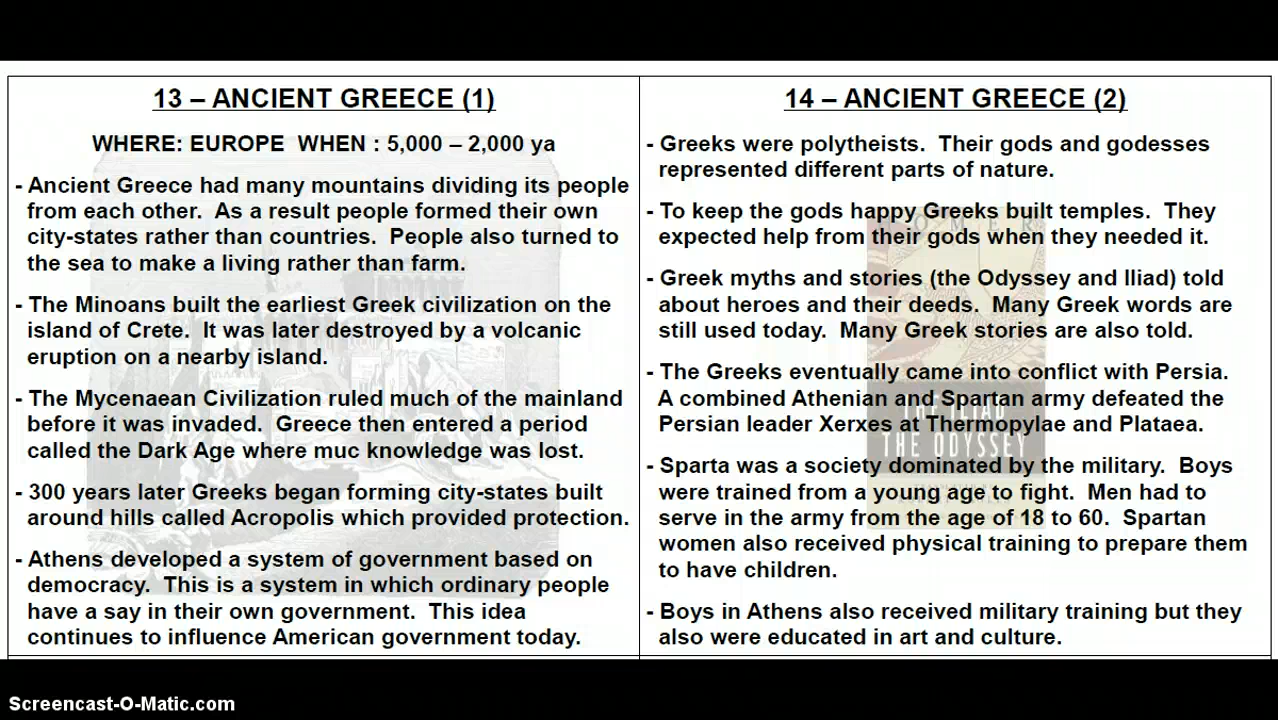 13 – ANCIENT GREECE (1)
WHERE: EUROPE WHEN : 5,000 – 2,000 ya
- Ancient Greece had many mountains dividing its people
from each other. As a result people formed their own
city-states rather than countries. People also turned to
the sea to make a living rather than farm.
- The Minoans built the earliest Greek civilization on the
island of Crete. It was later destroyed by a volcanic
eruption on a nearby island.
- The Mycenaean Civilization ruled much of the mainland
before it was invaded. Greece then entered a period
called the Dark Age where muc knowledge was lost.
- 300 years later Greeks began forming city-states built
around hills called Acropolis which provided protection.
- Athens developed a system of government based on
democracy. This is a system in which ordinary people
have a say in their own government. This idea
continues to influence American government today.
14 – ANCIENT GREECE (2)
- Greeks were polytheists. Their gods and godesses
represented different parts of nature.
- To keep the gods happy Greeks built temples. They
expected help from their gods when they needed it.
- Greek myths and stories (the Odyssey and Iliad) told
about heroes and their deeds. Many Greek words are
still used today. Many Greek stories are also told.
- The Greeks eventually came into conflict with Persia.
A combined Athenian and Spartan army defeated the
Persian leader Xerxes at Thermopylae and Plataea.
- Sparta was a society dominated by the military. Boys
were trained from a young age to fight. Men had to
serve in the army from the age of 18 to 60. Spartan
women also received physical training to prepare them
to have children.
- Boys in Athens also received military training but they
also were educated in art and culture.
HOMER
THE ILIAD
THE ODYSSEY
Screencast-O-Matic.com